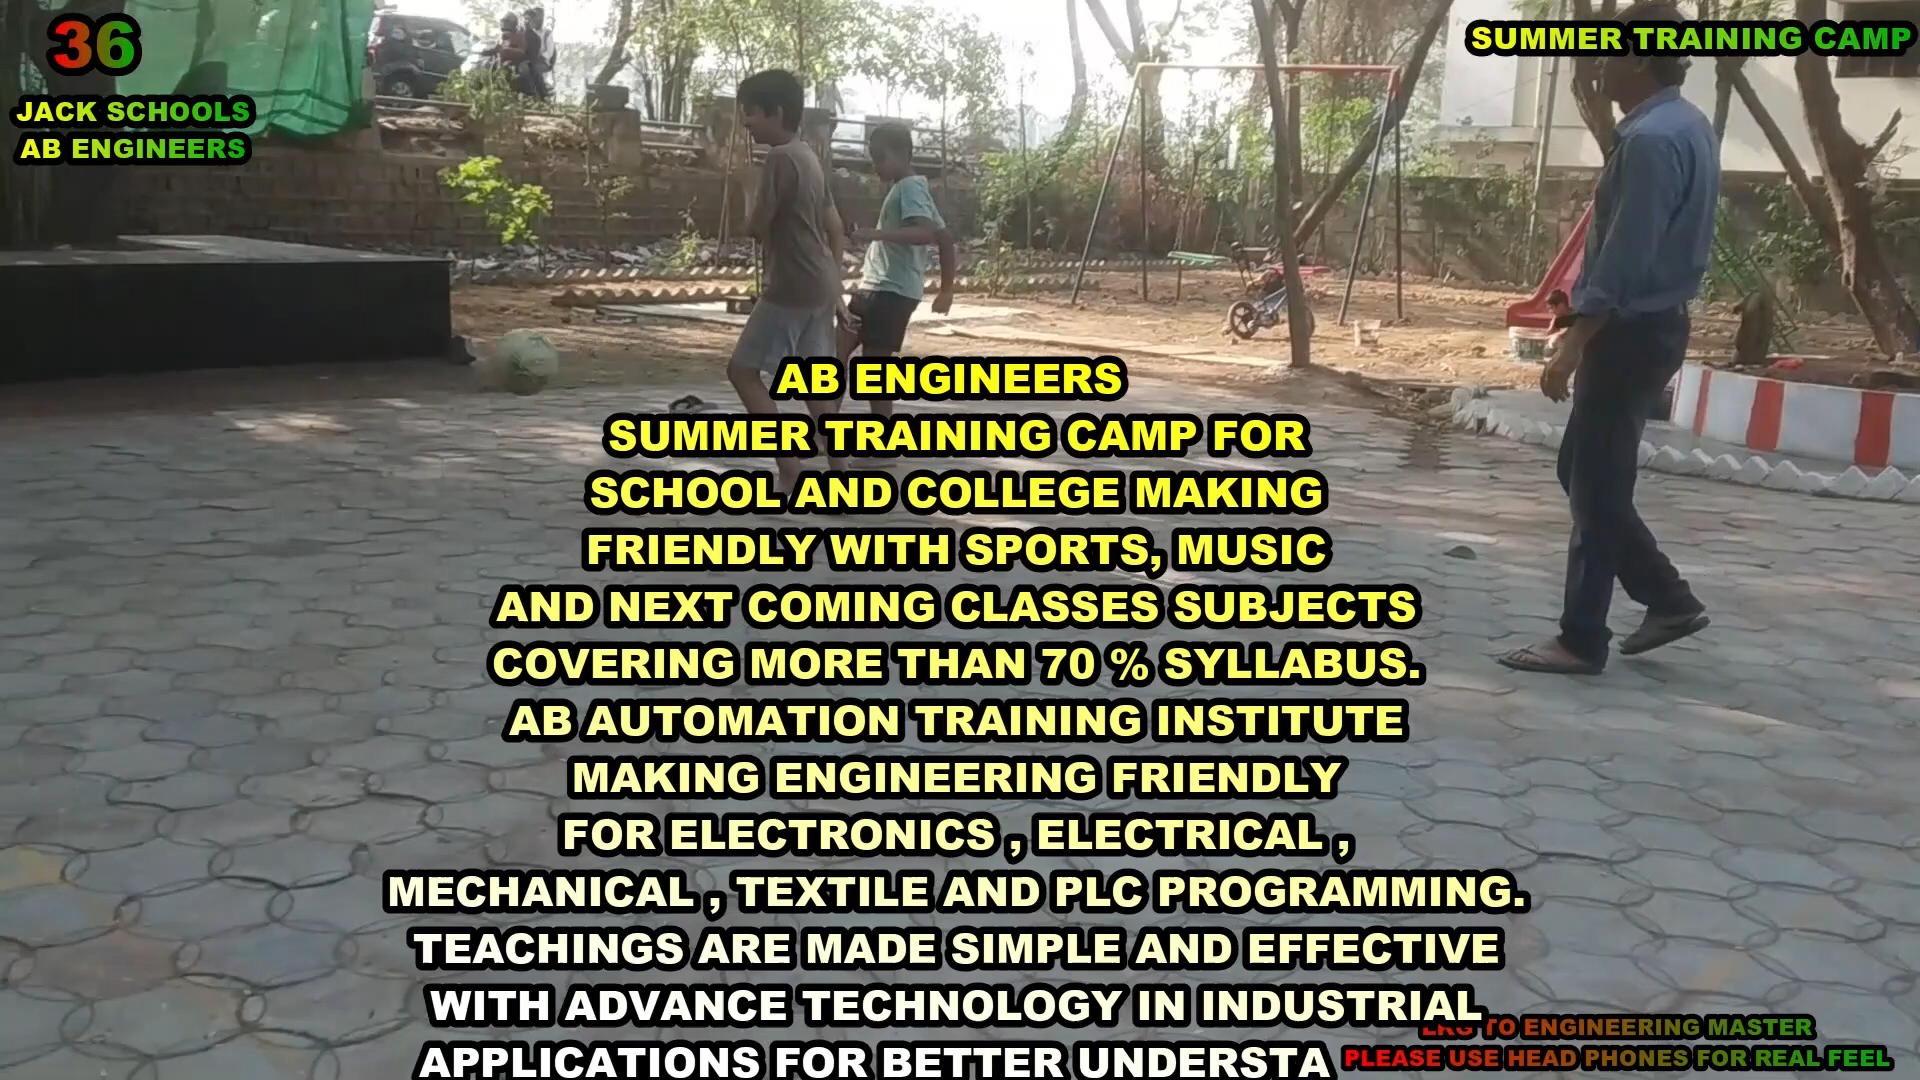 36
SUMMER TRAINING CAMP
JACK SCHOOLS
AB ENGINEERS
AB ENGINEERS
SUMMER TRAINING CAMP FOR
SCHOOL AND COLLEGE MAKING
FRIENDLY WITH SPORTS, MUSIC
AND NEXT COMING CLASSES SUBJECTS
COVERING MORE THAN 70 % SYLLABUS.
AB AUTOMATION TRAINING INSTITUTE
MAKING ENGINEERING FRIENDLY
FOR ELECTRONICS , ELECTRICAL ,
MECHANICAL , TEXTILE AND PLC PROGRAMMING.
TEACHINGS ARE MADE SIMPLE AND EFFECTIVE
WITH ADVANCE TECHNOLOGY IN INDUSTRIAL
APPLICATIONS FOR BETTER UNDERSTA
LKG TO ENGINEERING MASTER
PLEASE USE HEAD PHONES FOR REAL FEEL